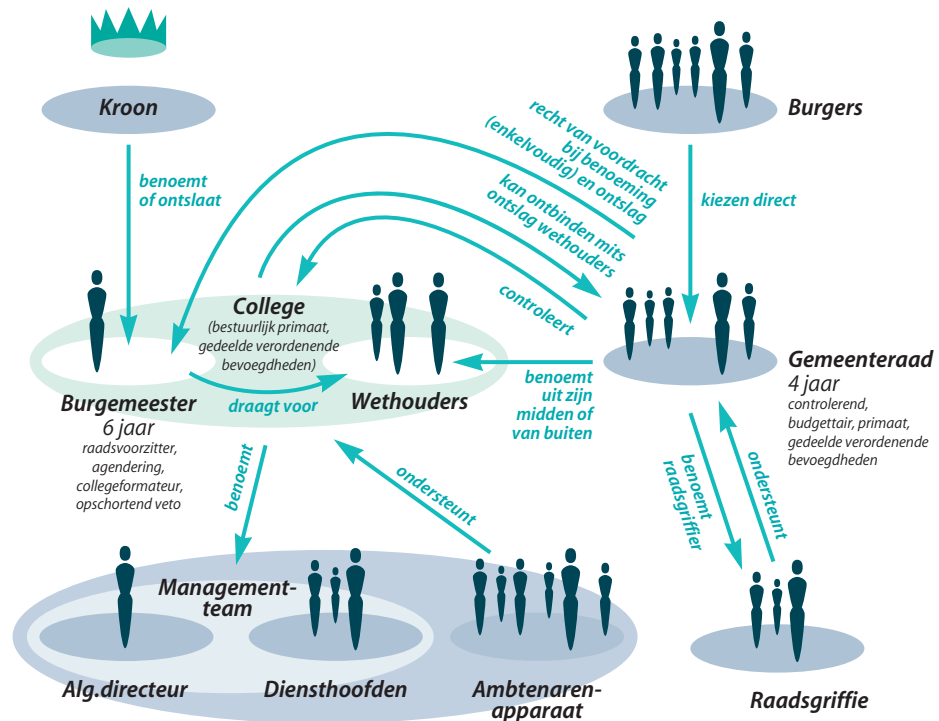 Kroon
Burgers
benoemt
of ontslaat
recht van voordracht
bij benoeming
(enkelvoudig) en ontslag
kan ontbinden mits
ontslag wethouders
controleert
kiezen direct
College
(bestuurlijk primaat,
gedeelde verordenende
bevoegdheden)
Burgemeester
6 jaar
raadsvoorzitter,
agendering,
collegeformateur,
opschortend veto
draagt voor
Wethouders
benoemt
uit zijn
midden of
van buiten
Gemeenteraad
4 jaar
controlerend,
budgettair, primaat,
gedeelde verordenende
bevoegdheden
benoemt
ondersteunt
benoemt
raadsgriffier
ondersteunt
Management-
team
Alg.directeur
Diensthoofden
Ambtenaren-
apparaat
Raadsgriffie